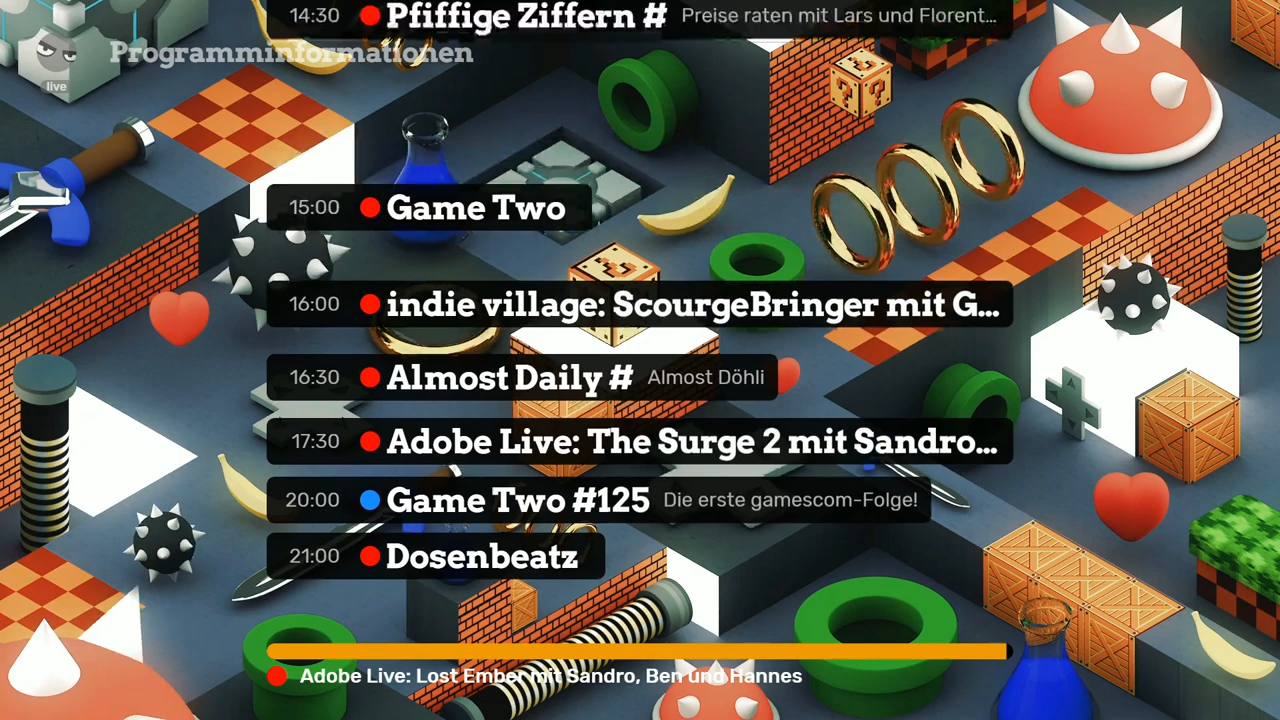 14:30 Pfiffige Ziffern # Preise raten mit Lars und Florent...
Programminformationen
live
15:00 Game Two
16:00 indie village: ScourgeBringer mit G...
16:30 Almost Daily # Almost Döhli
17:30 Adobe Live: The Surge 2 mit Sandro...
20:00 Game Two #125 Die erste gamescom-Folge!
21:00 Dosenbeatz
Adobe Live: Lost Ember mit Sandro, Ben und Hannes